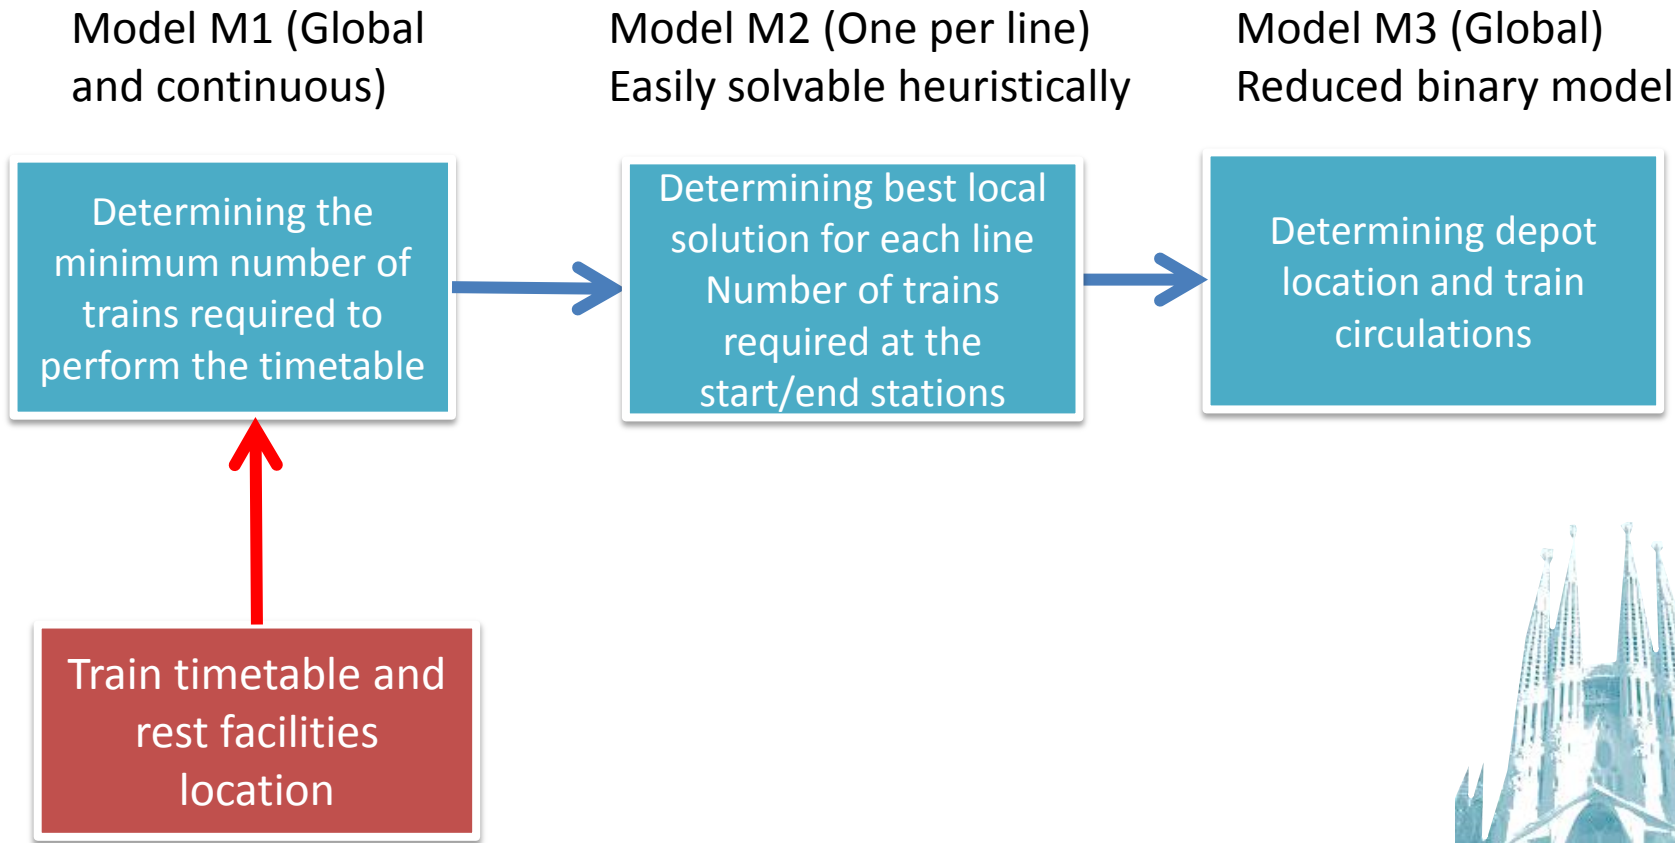 Model M1 (Global
and continuous)
Model M2 (One per line)
Easily solvable heuristically
Model M3 (Global)
Reduced binary model
Determining the
minimum number of
trains required to
perform the timetable
Determining best local
solution for each line
Number of trains
required at the
start/end stations
Determining depot
location and train
circulations
Train timetable and
rest facilities
location